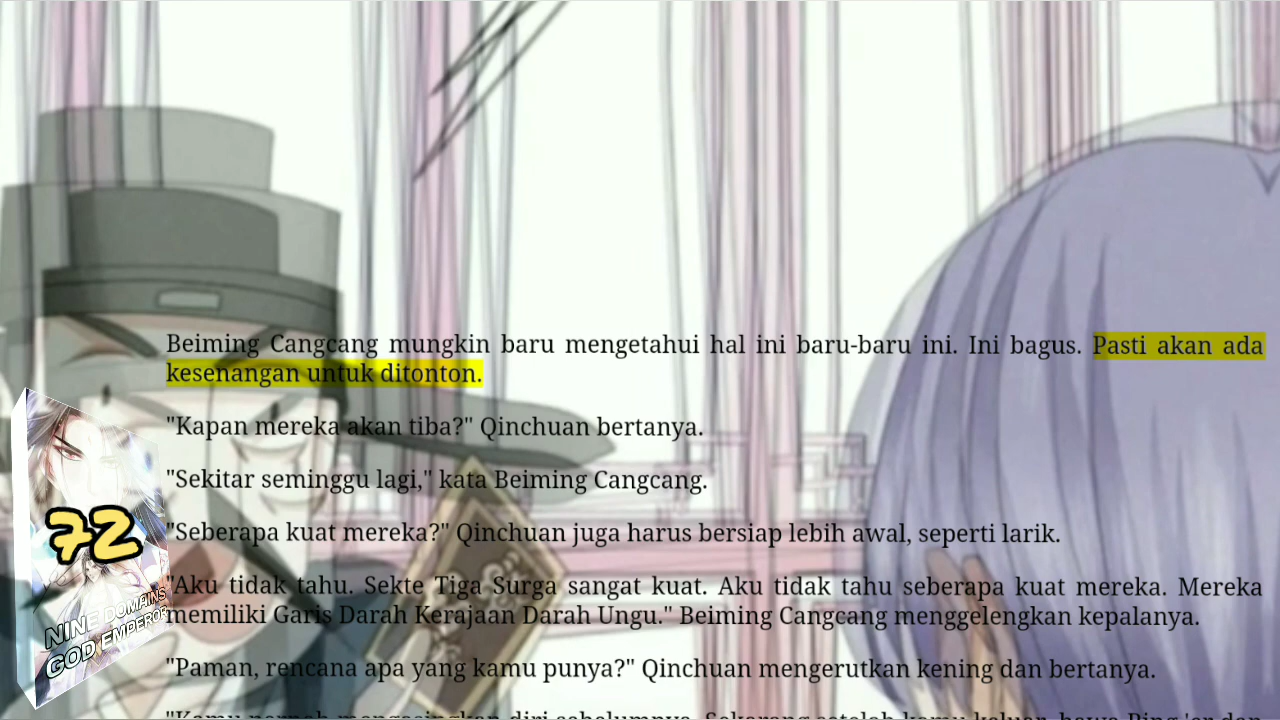 Beiming Cangcang mungkin baru mengetahui hal ini baru-baru ini. Ini bagus. Pasti akan ada
kesenangan untuk ditonton.
"Kapan mereka akan tiba?" Qinchuan bertanya.
"Sekitar seminggu lagi," kata Beiming Cangcang.
"Seberapa kuat mereka?" Qinchuan juga harus bersiap lebih awal, seperti larik.
"Aku tidak tahu. Sekte Tiga Surga sangat kuat. Aku tidak tahu seberapa kuat mereka. Mereka
memiliki Garis Darah Kerajaan Darah Ungu." Beiming Cangcang menggelengkan kepalanya.
"Paman, rencana apa yang kamu punya?" Qinchuan mengerutkan kening dan bertanya.
72
NINE DOMAINS
GOD EMPEROR